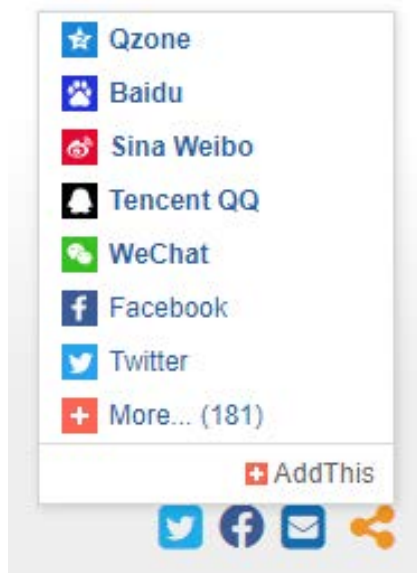 Qzone
Baidu
Sina Weibo
Tencent QQ
WeChat
Facebook
Twitter
More... (181)
AddThis